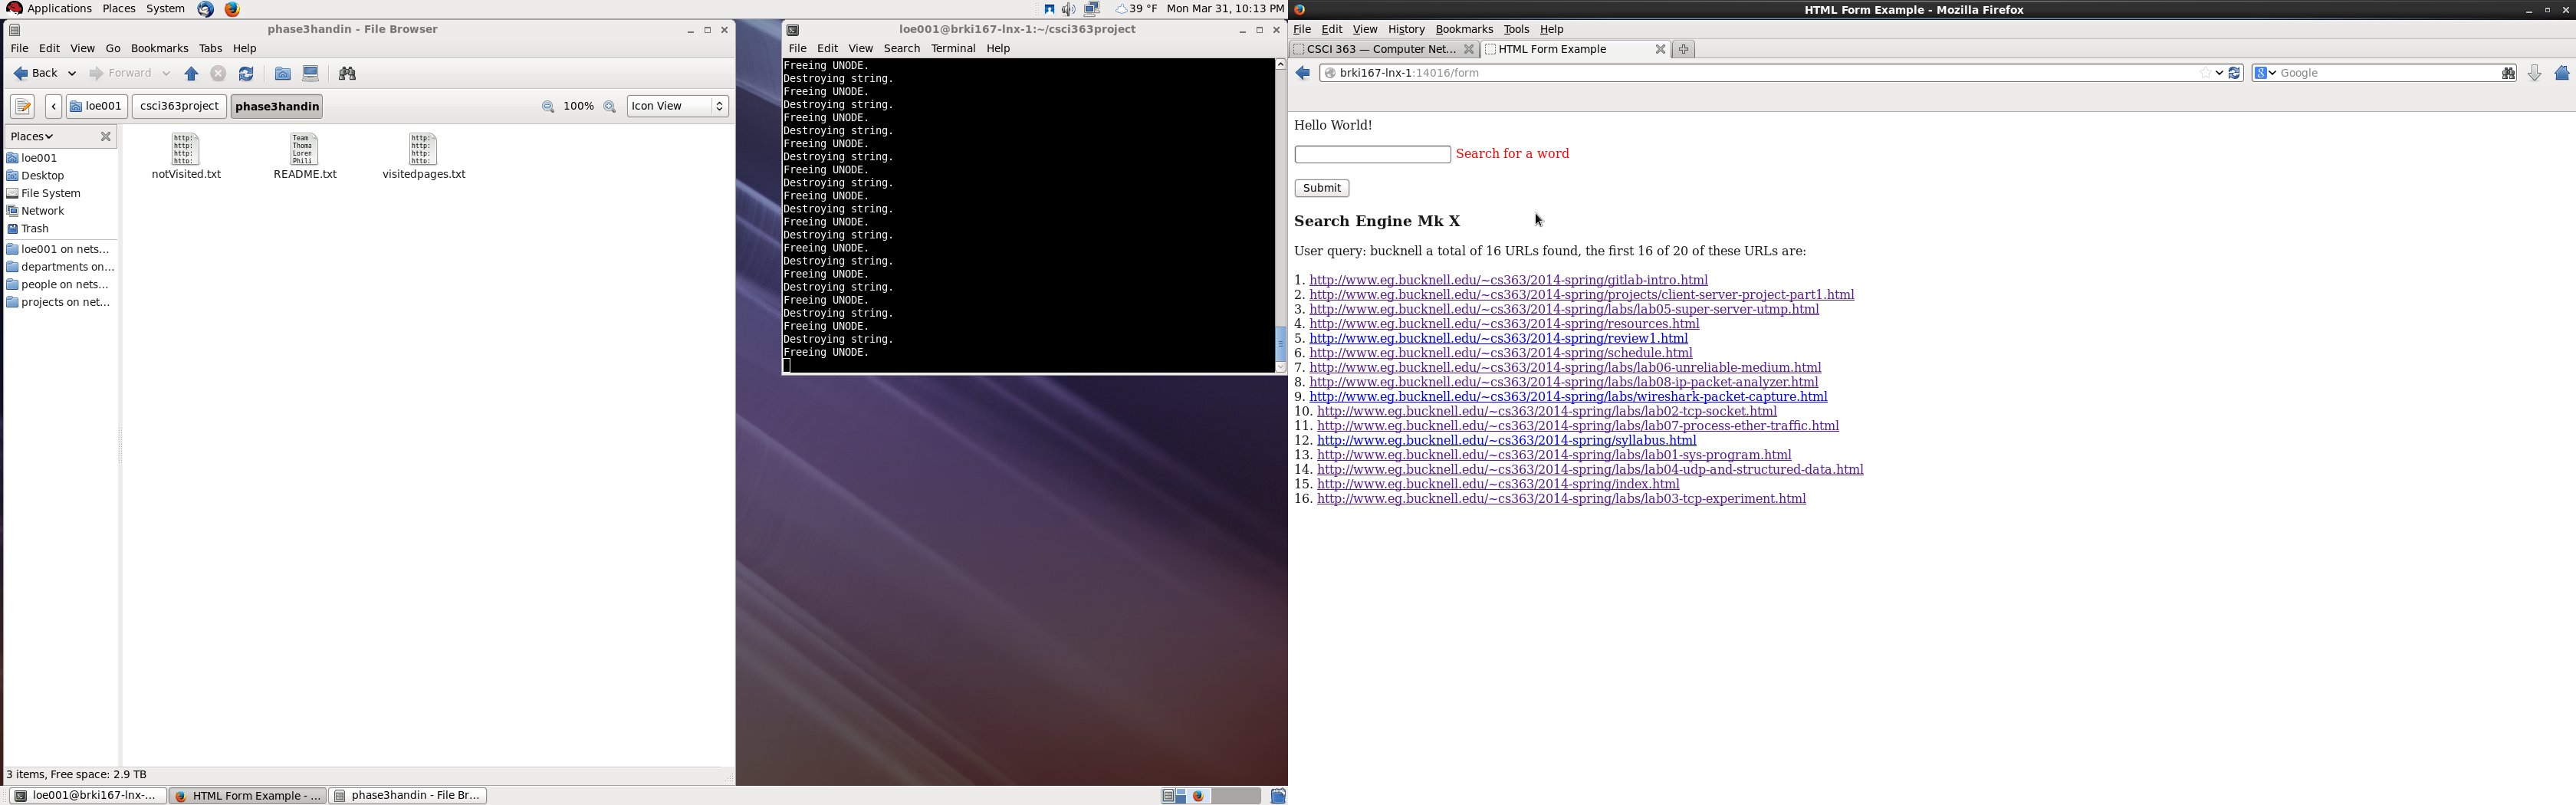 Applications Places System
39 °F Mon Mar 31, 10:13 PM
phase3handin - File Browser
File Edit View Go Bookmarks Tabs Help
Back Forward
loe001 csci363project phase3handin 100% Icon View
Places
loe001
Desktop
File System
Network
Trash
loe001 on nets...
departments on...
people on nets...
projects on net...
http:
http:
http:
http:
notVisited.txt
Team
Thoma
Loren
Phili
README.txt
http:
http:
http:
http:
visitedpages.txt
3 items, Free space: 2.9 TB
loe001@brki167-lnx-1:~/csci363project
File Edit View Search Terminal Help
Freeing UNODE.
Destroying string.
Freeing UNODE.
Destroying string.
Freeing UNODE.
Destroying string.
Freeing UNODE.
Destroying string.
Freeing UNODE.
Destroying string.
Freeing UNODE.
Destroying string.
Freeing UNODE.
Destroying string.
Freeing UNODE.
Destroying string.
Freeing UNODE.
Destroying string.
Freeing UNODE.
Destroying string.
Freeing UNODE.
Destroying string.
Freeing UNODE.
HTML Form Example - Mozilla Firefox
File Edit View History Bookmarks Tools Help
CSCI 363 — Computer Net... HTML Form Example
brki167-lnx-1:14016/form Google
Hello World!
Search for a word
Submit
Search Engine Mk X
User query: bucknell a total of 16 URLs found, the first 16 of 20 of these URLs are:
1. http://www.eg.bucknell.edu/~cs363/2014-spring/gitlab-intro.html
2. http://www.eg.bucknell.edu/~cs363/2014-spring/projects/client-server-project-part1.html
3. http://www.eg.bucknell.edu/~cs363/2014-spring/labs/lab05-super-server-utmp.html
4. http://www.eg.bucknell.edu/~cs363/2014-spring/resources.html
5. http://www.eg.bucknell.edu/~cs363/2014-spring/review1.html
6. http://www.eg.bucknell.edu/~cs363/2014-spring/schedule.html
7. http://www.eg.bucknell.edu/~cs363/2014-spring/labs/lab06-unreliable-medium.html
8. http://www.eg.bucknell.edu/~cs363/2014-spring/labs/lab08-ip-packet-analyzer.html
9. http://www.eg.bucknell.edu/~cs363/2014-spring/labs/wireshark-packet-capture.html
10. http://www.eg.bucknell.edu/~cs363/2014-spring/labs/lab02-tcp-socket.html
11. http://www.eg.bucknell.edu/~cs363/2014-spring/labs/lab07-process-ether-traffic.html
12. http://www.eg.bucknell.edu/~cs363/2014-spring/syllabus.html
13. http://www.eg.bucknell.edu/~cs363/2014-spring/labs/lab01-sys-program.html
14. http://www.eg.bucknell.edu/~cs363/2014-spring/labs/lab04-udp-and-structured-data.html
15. http://www.eg.bucknell.edu/~cs363/2014-spring/index.html
16. http://www.eg.bucknell.edu/~cs363/2014-spring/labs/lab03-tcp-experiment.html
loe001@brki167-lnx-... HTML Form Example - ... phase3handin - File Br...